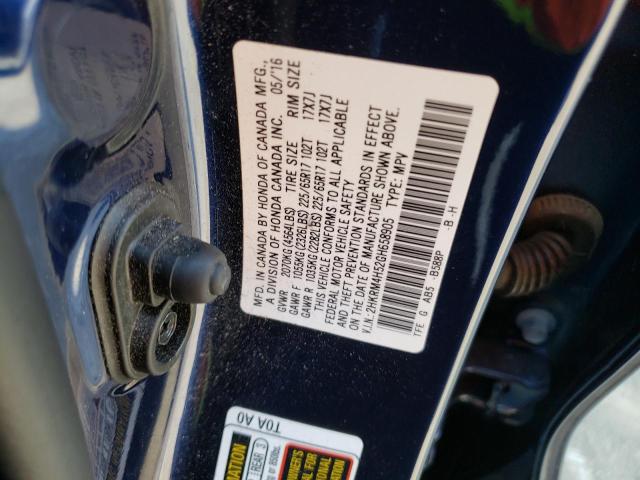 MFD. IN CANADA BY HONDA OF CANADA MFG.,
A DIVISION OF HONDA CANADA INC. 05/'16
GVWR 2070KG(4564LBS) TIRE SIZE RIM SIZE
GAWR F 1055KG(2326LBS) 225/65R17 102T 17X7J
GAWR R 1035KG(2282LBS) 225/65R17 102T 17X7J
THIS VEHICLE CONFORMS TO ALL APPLICABLE
FEDERAL MOTOR VEHICLE SAFETY
AND THEFT PREVENTION STANDARDS IN EFFECT
ON THE DATE OF MANUFACTURE SHOWN ABOVE.
V.I.N.: 2HKRM4H52GH658905 TYPE: MPV
TFE G AB5 B588P -B -H
T0A A0
REAR 3